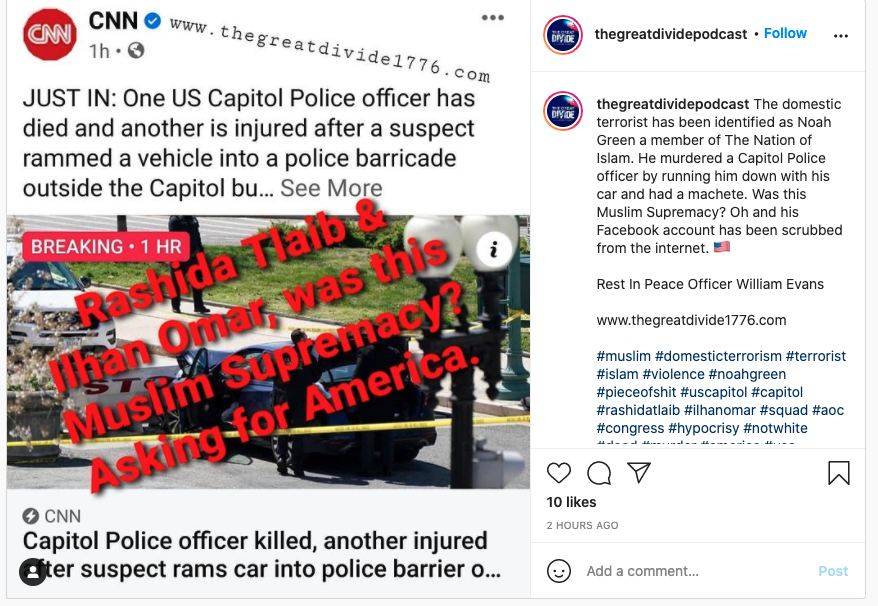 CNN
CNN
www.thegreatdivide1776.com
1h
JUST IN: One US Capitol Police officer has
died and another is injured after a suspect
rammed a vehicle into a police barricade
outside the Capitol bu... See More
BREAKING • 1 HR
i
Rashida Tlaib &
Ilhan Omar, was this
Muslim Supremacy?
Asking for America.
ST
CNN
Capitol Police officer killed, another injured
after suspect rams car into police barrier o...
THE GREAT
DIVIDE
thegreatdividepodcast • Follow
THE GREAT
DIVIDE
thegreatdividepodcast The domestic
terrorist has been identified as Noah
Green a member of The Nation of
Islam. He murdered a Capitol Police
officer by running him down with his
car and had a machete. Was this
Muslim Supremacy? Oh and his
Facebook account has been scrubbed
from the internet. 🇺🇸
Rest In Peace Officer William Evans
www.thegreatdivide1776.com
#muslim #domesticterrorism #terrorist
#islam #violence #noahgreen
#pieceofshit #uscapitol #capitol
#rashidatlaib #ilhanomar #squad #aoc
#congress #hypocrisy #notwhite
10 likes
2 HOURS AGO
Add a comment...
Post